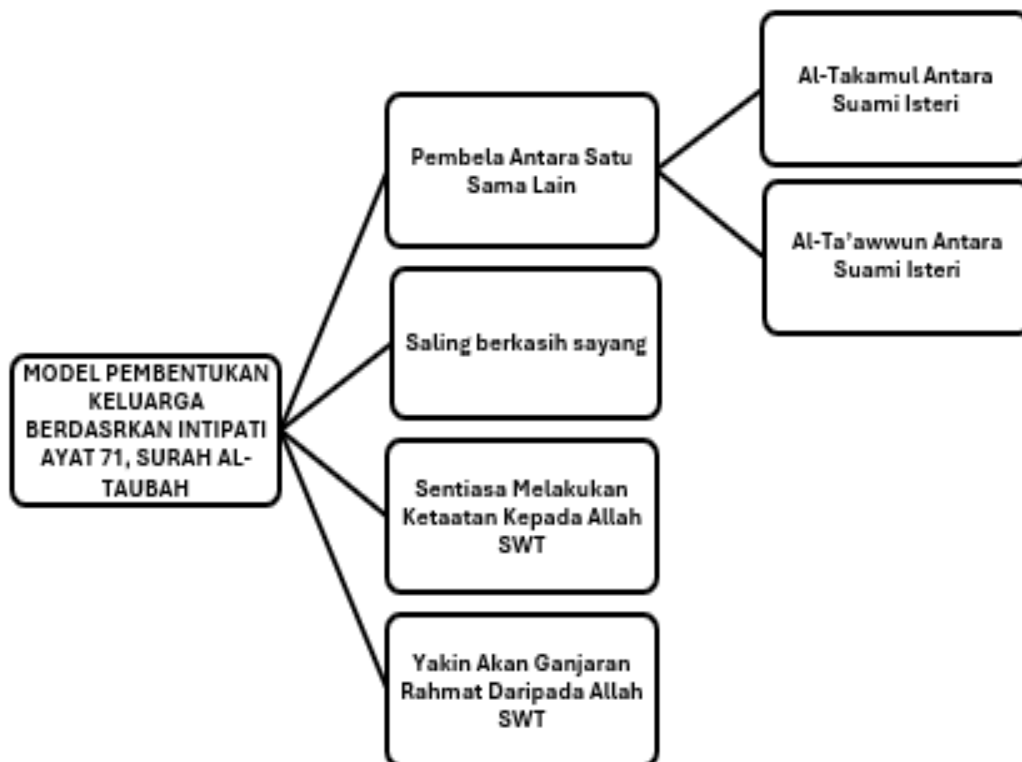 MODEL PEMBENTUKAN
KELUARGA
BERDASRKAN INTIPATI
AYAT 71, SURAH AL-
TAUBAH
Pembela Antara Satu
Sama Lain
Al-Takamul Antara
Suami Isteri
Al-Ta’awwun Antara
Suami Isteri
Saling berkasih sayang
Sentiasa Melakukan
Ketaatan Kepada Allah
SWT
Yakin Akan Ganjaran
Rahmat Daripada Allah
SWT